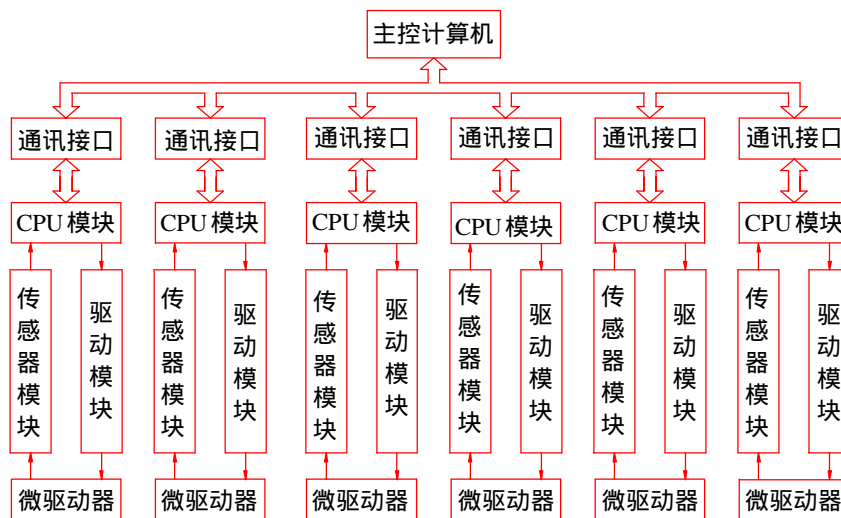 主控计算机
通讯接口 通讯接口 通讯接口 通讯接口 通讯接口 通讯接口
CPU模块 CPU模块 CPU模块 CPU模块 CPU模块 CPU模块
传感器模块 驱动模块 传感器模块 驱动模块 传感器模块 驱动模块 传感器模块 驱动模块 传感器模块 驱动模块 传感器模块 驱动模块
微驱动器 微驱动器 微驱动器 微驱动器 微驱动器 微驱动器